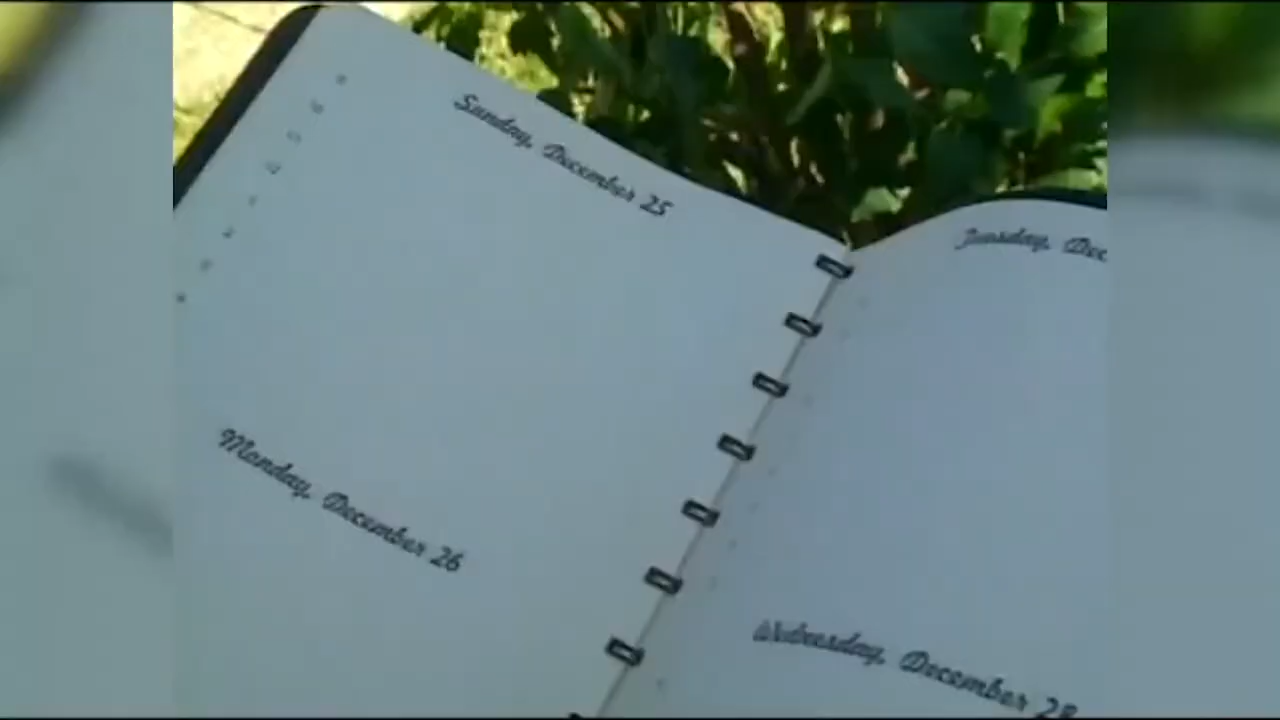 Sunday, December 25
Monday, December 26
Tuesday, Dec
Wednesday, December 28